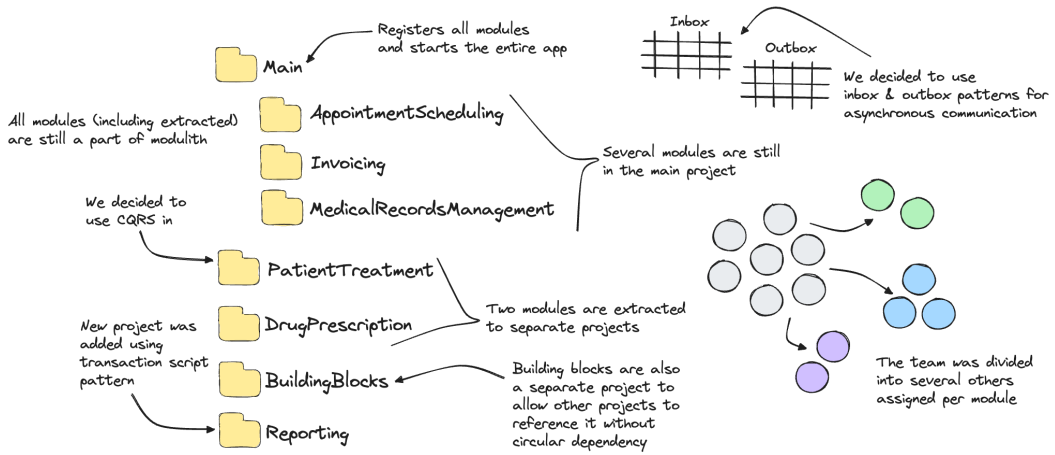 Registers all modules
and starts the entire app
Main
All modules (including extracted)
are still a part of modulith
AppointmentScheduling
Invoicing
MedicalRecordsManagement
Several modules are still
in the main project
Inbox
Outbox
We decided to use
inbox & outbox patterns for
asynchronous communication
We decided to
use CQRS in
PatientTreatment
DrugPrescription
Two modules are extracted
to separate projects
New project was
added using
transaction script
pattern
BuildingBlocks
Reporting
Building blocks are also
a separate project to
allow other projects to
reference it without
circular dependency
The team was divided
into several others
assigned per module